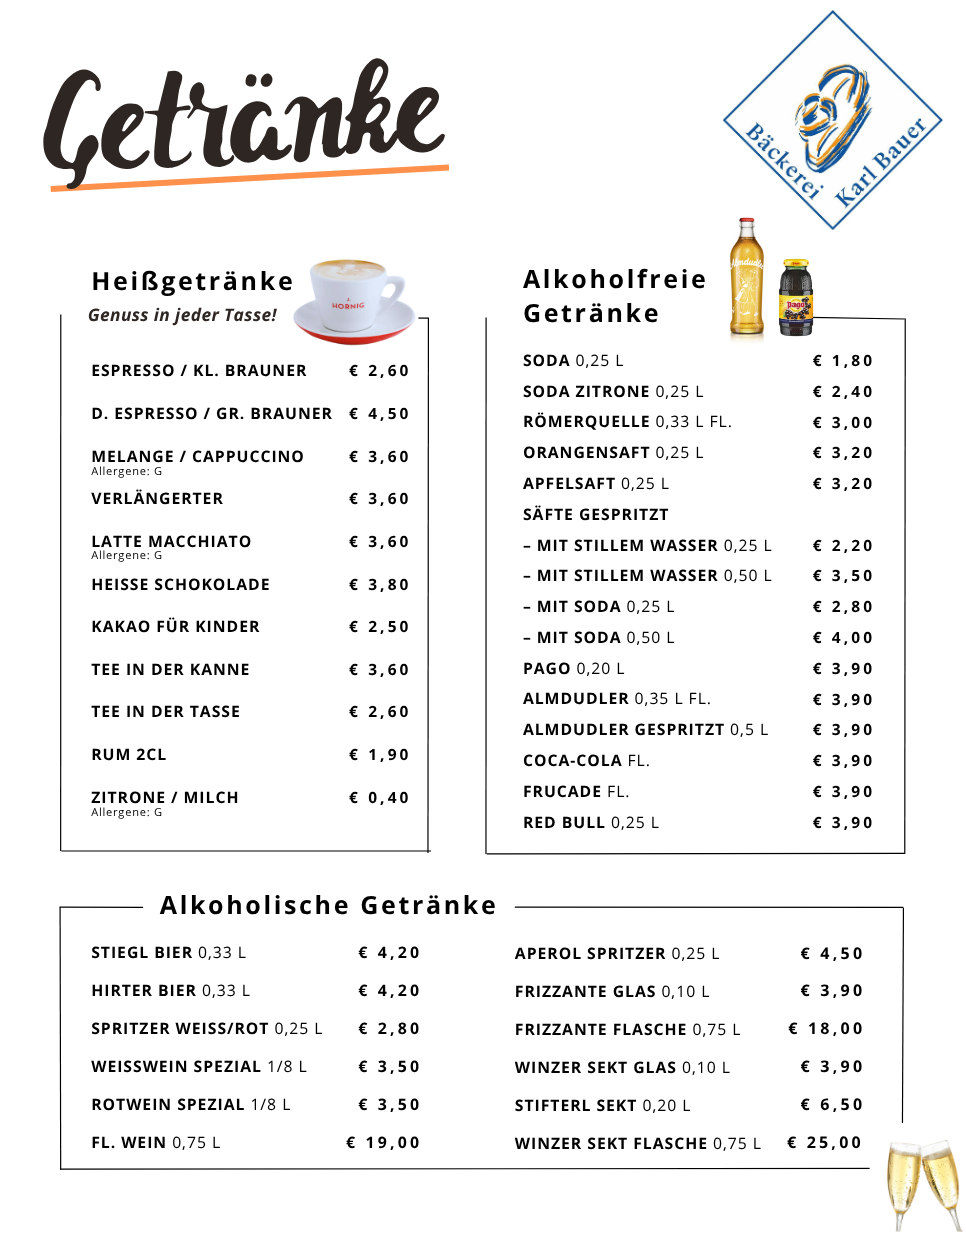 Getränke
Bäckerei Karl Bauer
Heißgetränke
Genuss in jeder Tasse!
HORNIG
ESPRESSO / KL. BRAUNER € 2,60
D. ESPRESSO / GR. BRAUNER € 4,50
MELANGE / CAPPUCCINO € 3,60
Allergene: G
VERLÄNGERTER € 3,60
LATTE MACCHIATO € 3,60
Allergene: G
HEISSE SCHOKOLADE € 3,80
KAKAO FÜR KINDER € 2,50
TEE IN DER KANNE € 3,60
TEE IN DER TASSE € 2,60
RUM 2CL € 1,90
ZITRONE / MILCH € 0,40
Allergene: G
Alkoholfreie
Getränke
Almdudler
Pago
SODA 0,25 L € 1,80
SODA ZITRONE 0,25 L € 2,40
RÖMERQUELLE 0,33 L FL. € 3,00
ORANGENSAFT 0,25 L € 3,20
APFELSAFT 0,25 L € 3,20
SÄFTE GESPRITZT
– MIT STILLEM WASSER 0,25 L € 2,20
– MIT STILLEM WASSER 0,50 L € 3,50
– MIT SODA 0,25 L € 2,80
– MIT SODA 0,50 L € 4,00
PAGO 0,20 L € 3,90
ALMDUDLER 0,35 L FL. € 3,90
ALMDUDLER GESPRITZT 0,5 L € 3,90
COCA-COLA FL. € 3,90
FRUCADE FL. € 3,90
RED BULL 0,25 L € 3,90
Alkoholische Getränke
STIEGL BIER 0,33 L € 4,20
HIRTER BIER 0,33 L € 4,20
SPRITZER WEISS/ROT 0,25 L € 2,80
WEISSWEIN SPEZIAL 1/8 L € 3,50
ROTWEIN SPEZIAL 1/8 L € 3,50
FL. WEIN 0,75 L € 19,00
APEROL SPRITZER 0,25 L € 4,50
FRIZZANTE GLAS 0,10 L € 3,90
FRIZZANTE FLASCHE 0,75 L € 18,00
WINZER SEKT GLAS 0,10 L € 3,90
STIFTERL SEKT 0,20 L € 6,50
WINZER SEKT FLASCHE 0,75 L € 25,00